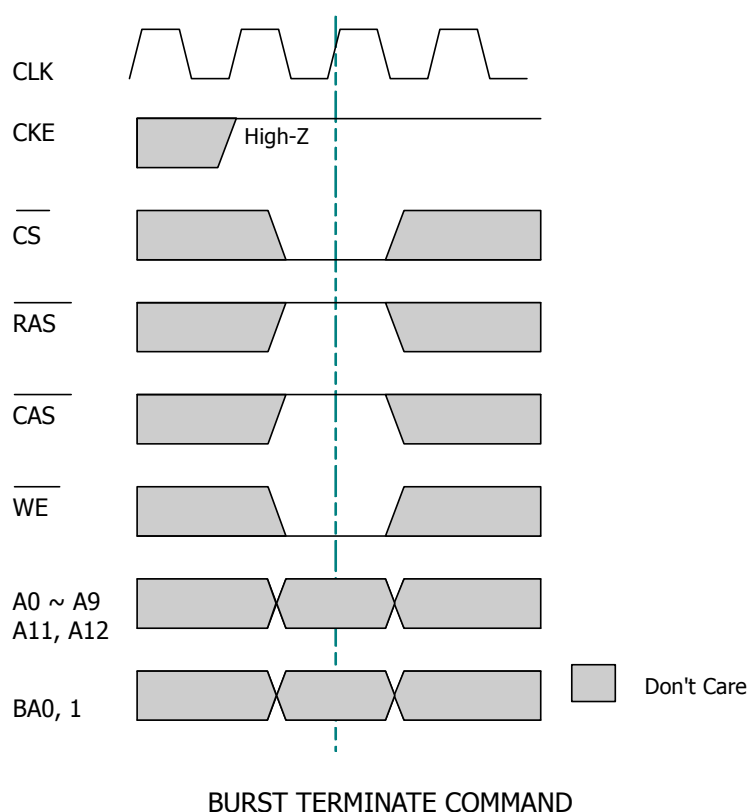 CLK
CKE
High-Z
CS
RAS
CAS
WE
A0 ~ A9
A11, A12
BA0, 1
Don't Care
BURST TERMINATE COMMAND